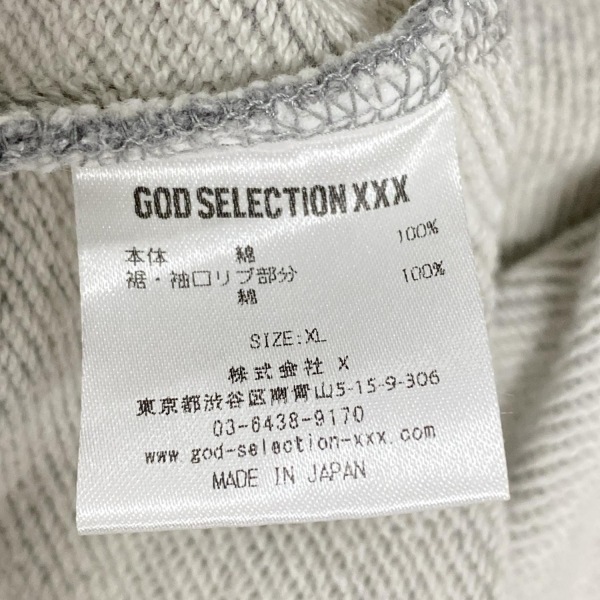 GOD SELECTION XXX
本体 綿 100%
裾・袖口リブ部分 100%
綿
SIZE:XL
株式会社 X
東京都渋谷区南青山5-15-9-306
03-6438-9170
www.god-selection-xxx.com
MADE IN JAPAN